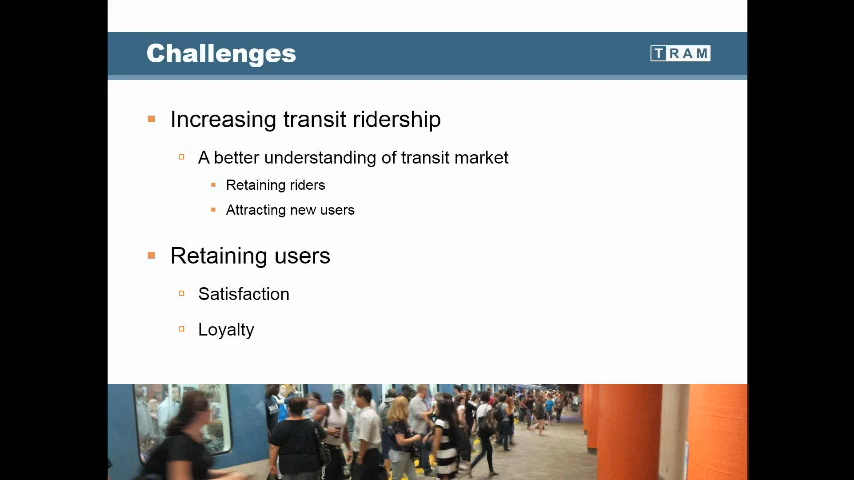 Challenges
TRAM
Increasing transit ridership
A better understanding of transit market
Retaining riders
Attracting new users
Retaining users
Satisfaction
Loyalty